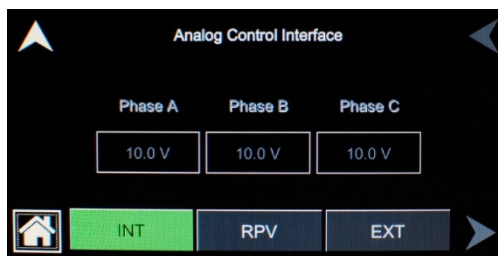 Analog Control Interface
Phase A Phase B Phase C
10.0 V 10.0 V 10.0 V
INT RPV EXT